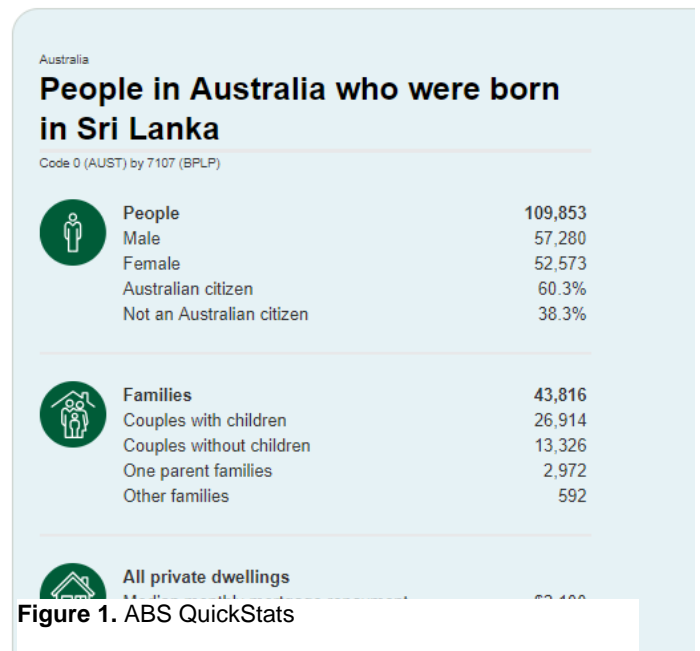 Australia
People in Australia who were born
in Sri Lanka
Code 0 (AUST) by 7107 (BPLP)
People 109,853
Male 57,280
Female 52,573
Australian citizen 60.3%
Not an Australian citizen 38.3%
Families 43,816
Couples with children 26,914
Couples without children 13,326
One parent families 2,972
Other families 592
All private dwellings
Figure 1. ABS QuickStats